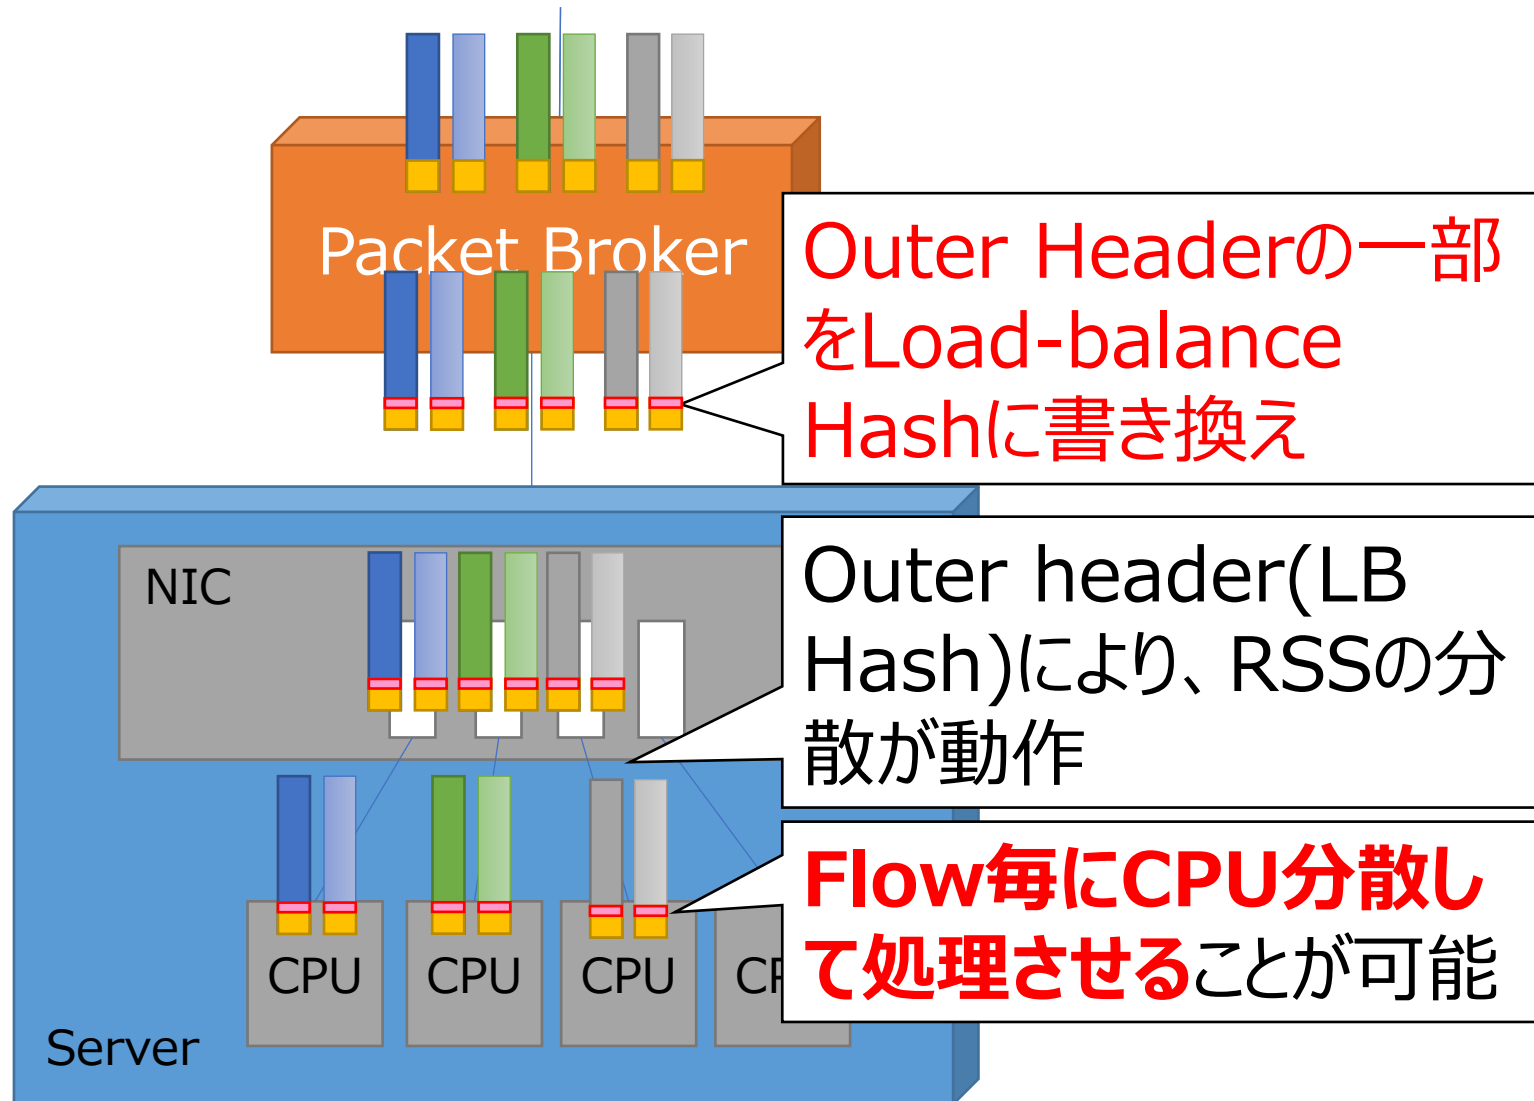 Packet Broker
Outer Headerの一部
をLoad-balance
Hashに書き換え
NIC
Outer header(LB
Hash)により、RSSの分
散が動作
Flow毎にCPU分散し
て処理させることが可能
CPU
CPU
CPU
Server